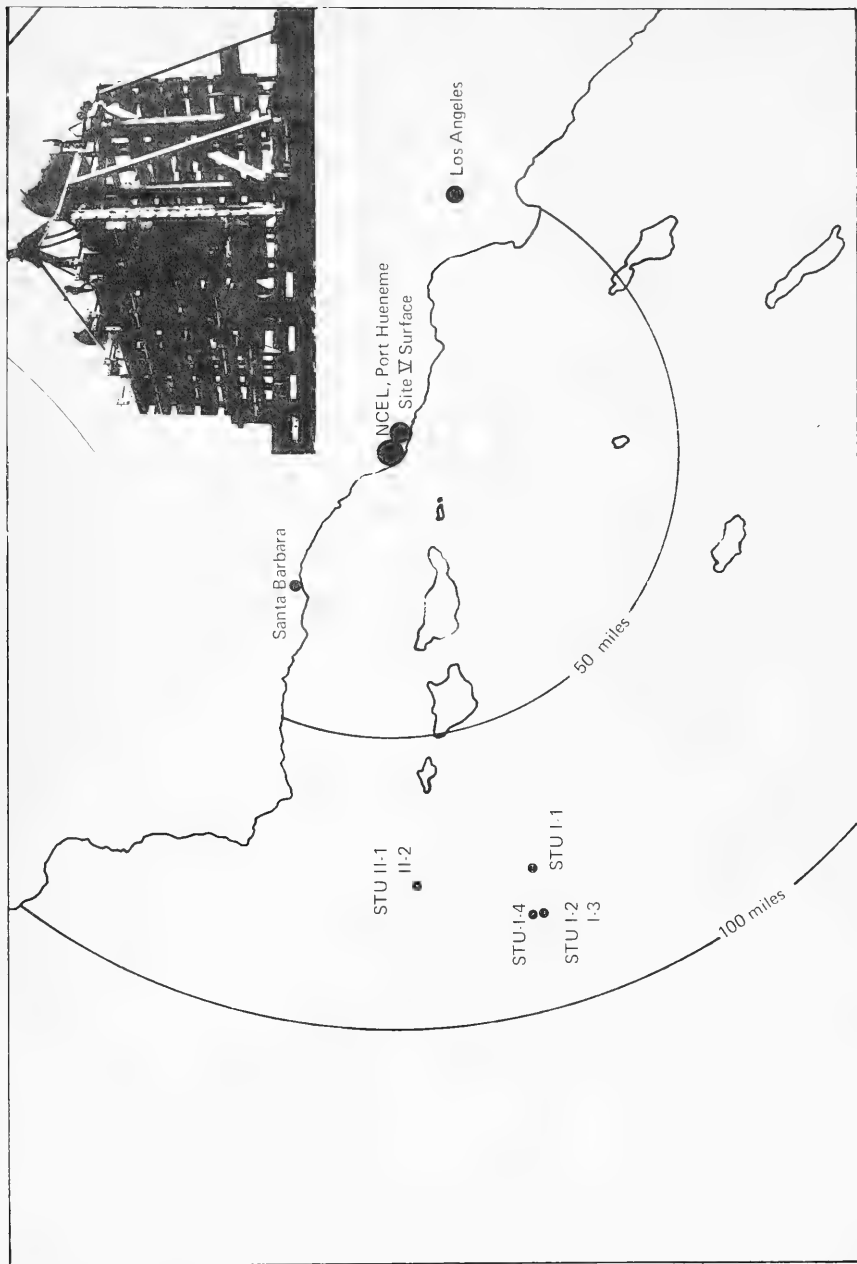 Los Angeles
NCEL, Port Hueneme
Site V Surface
Santa Barbara
50 miles
STU II-1
II-2
STU I-1
STU-I-4
STU I-2
I-3
100 miles